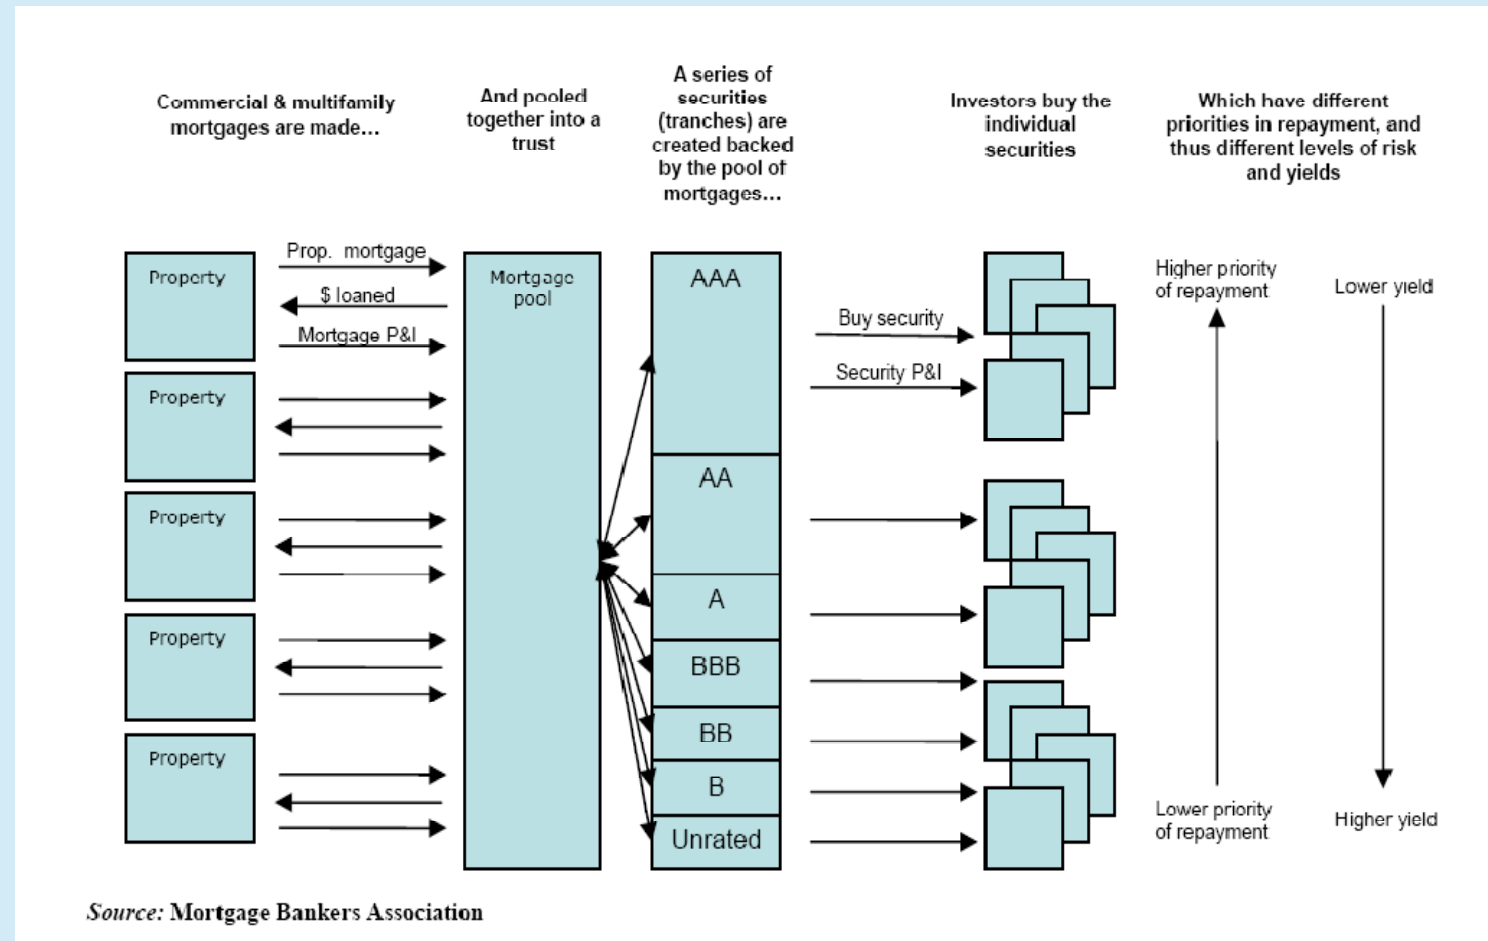 Commercial & multifamily
mortgages are made...
And pooled
together into a
trust
A series of
securities
(tranches) are
created backed
by the pool of
mortgages...
Investors buy the
individual
securities
Which have different
priorities in repayment, and
thus different levels of risk
and yields
Property
Prop. mortgage
$ loaned
Mortgage P&I
Property
Property
Property
Property
Mortgage
pool
AAA
AA
A
BBB
BB
B
Unrated
Buy security
Security P&I
Higher priority
of repayment
Lower priority
of repayment
Lower yield
Higher yield
Source: Mortgage Bankers Association